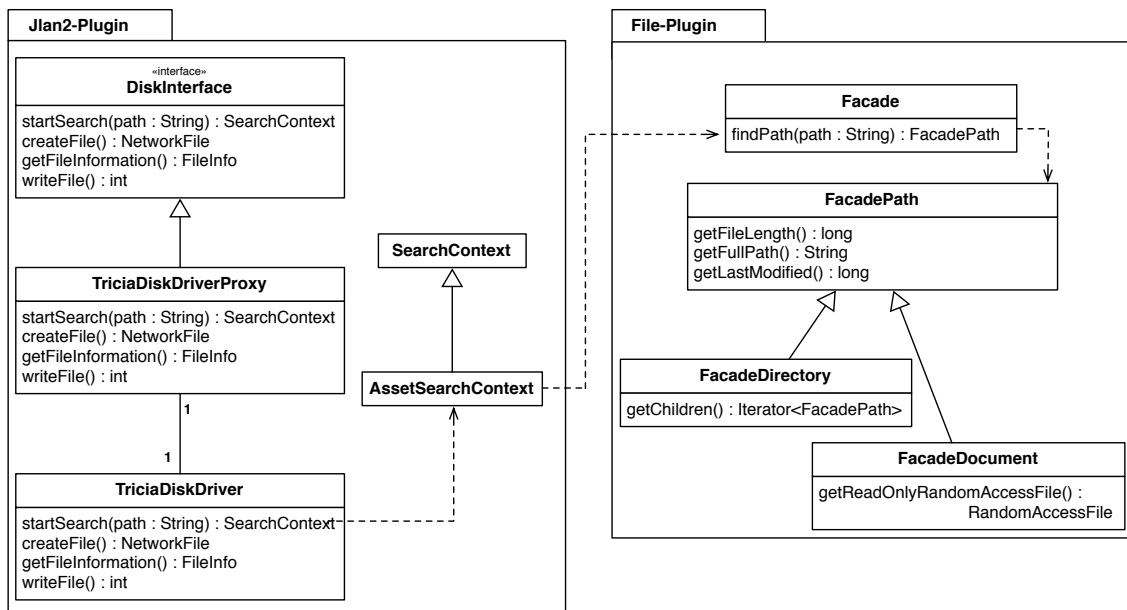 Jlan2-Plugin
«interface»
DiskInterface
startSearch(path : String) : SearchContext
createFile() : NetworkFile
getFileInformation() : FileInfo
writeFile() : int
TriciaDiskDriverProxy
startSearch(path : String) : SearchContext
createFile() : NetworkFile
getFileInformation() : FileInfo
writeFile() : int
1
1
TriciaDiskDriver
startSearch(path : String) : SearchContext
createFile() : NetworkFile
getFileInformation() : FileInfo
writeFile() : int
SearchContext
AssetSearchContext
File-Plugin
Facade
findPath(path : String) : FacadePath
FacadePath
getFileLength() : long
getFullPath() : String
getLastModified() : long
FacadeDirectory
getChildren() : Iterator<FacadePath>
FacadeDocument
getReadOnlyRandomAccessFile() :
RandomAccessFile